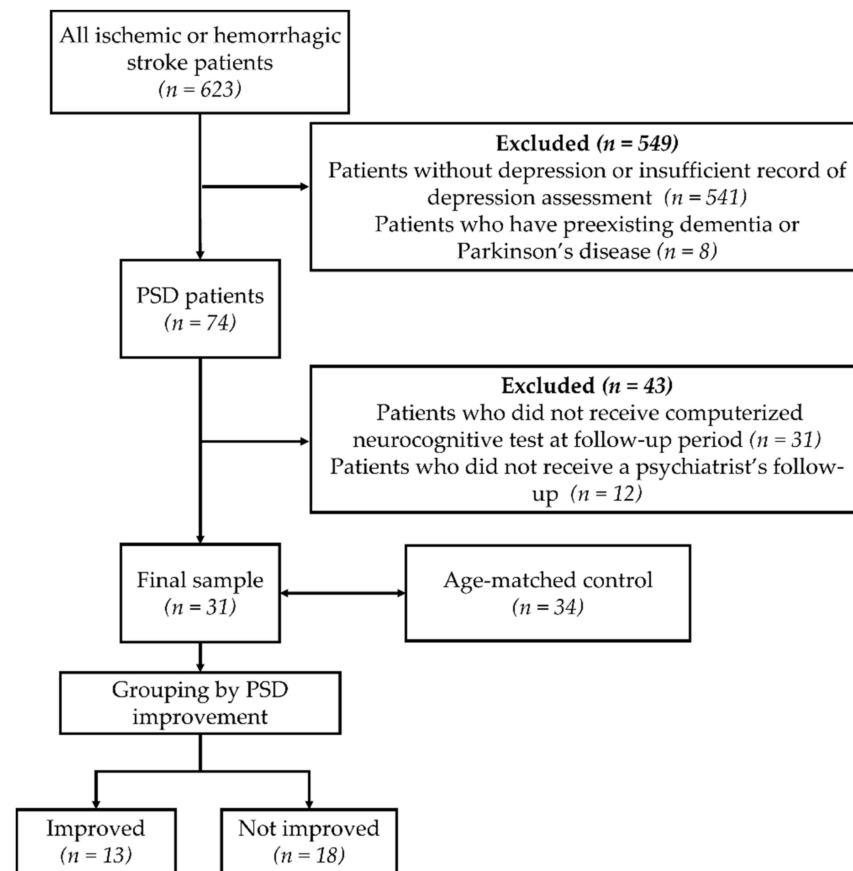 All ischemic or hemorrhagic
stroke patients
(n = 623)
Excluded (n = 549)
Patients without depression or insufficient record of
depression assessment (n = 541)
Patients who have preexisting dementia or
Parkinson's disease (n = 8)
PSD patients
(n = 74)
Excluded (n = 43)
Patients who did not receive computerized
neurocognitive test at follow-up period (n = 31)
Patients who did not receive a psychiatrist's follow-
up (n = 12)
Final sample
(n = 31)
Age-matched control
(n = 34)
Grouping by PSD
improvement
Improved
(n = 13)
Not improved
(n = 18)